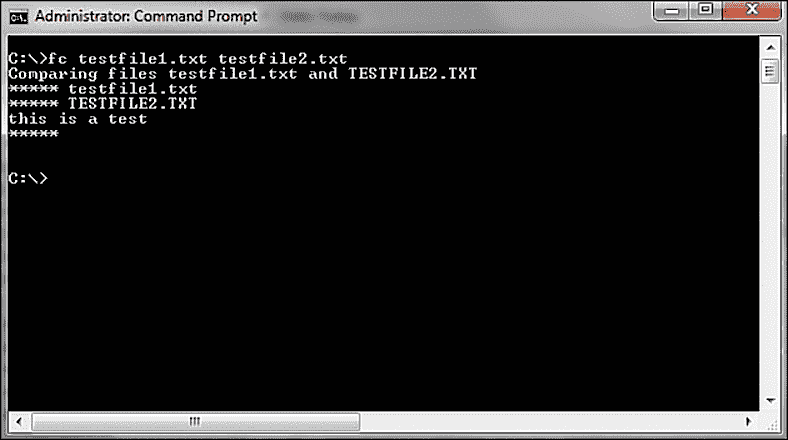 Administrator: Command Prompt
C:\>fc testfile1.txt testfile2.txt
Comparing files testfile1.txt and TESTFILE2.TXT
***** testfile1.txt
***** TESTFILE2.TXT
this is a test
*****
C:\>